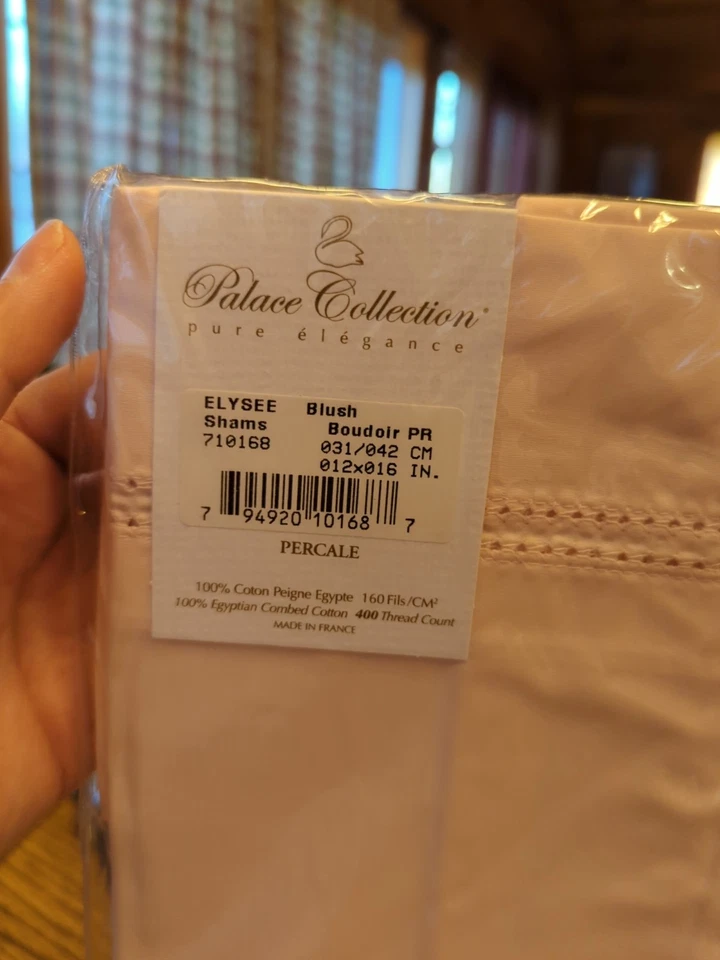 Palace Collection®
pure élégance
ELYSEE Blush
Shams Boudoir PR
710168 031/042 CM
012x016 IN.
7 94920 10168 7
PERCALE
100% Coton Peigne Egypte 160 Fils/CM²
100% Egyptian Combed Cotton 400 Thread Count
MADE IN FRANCE